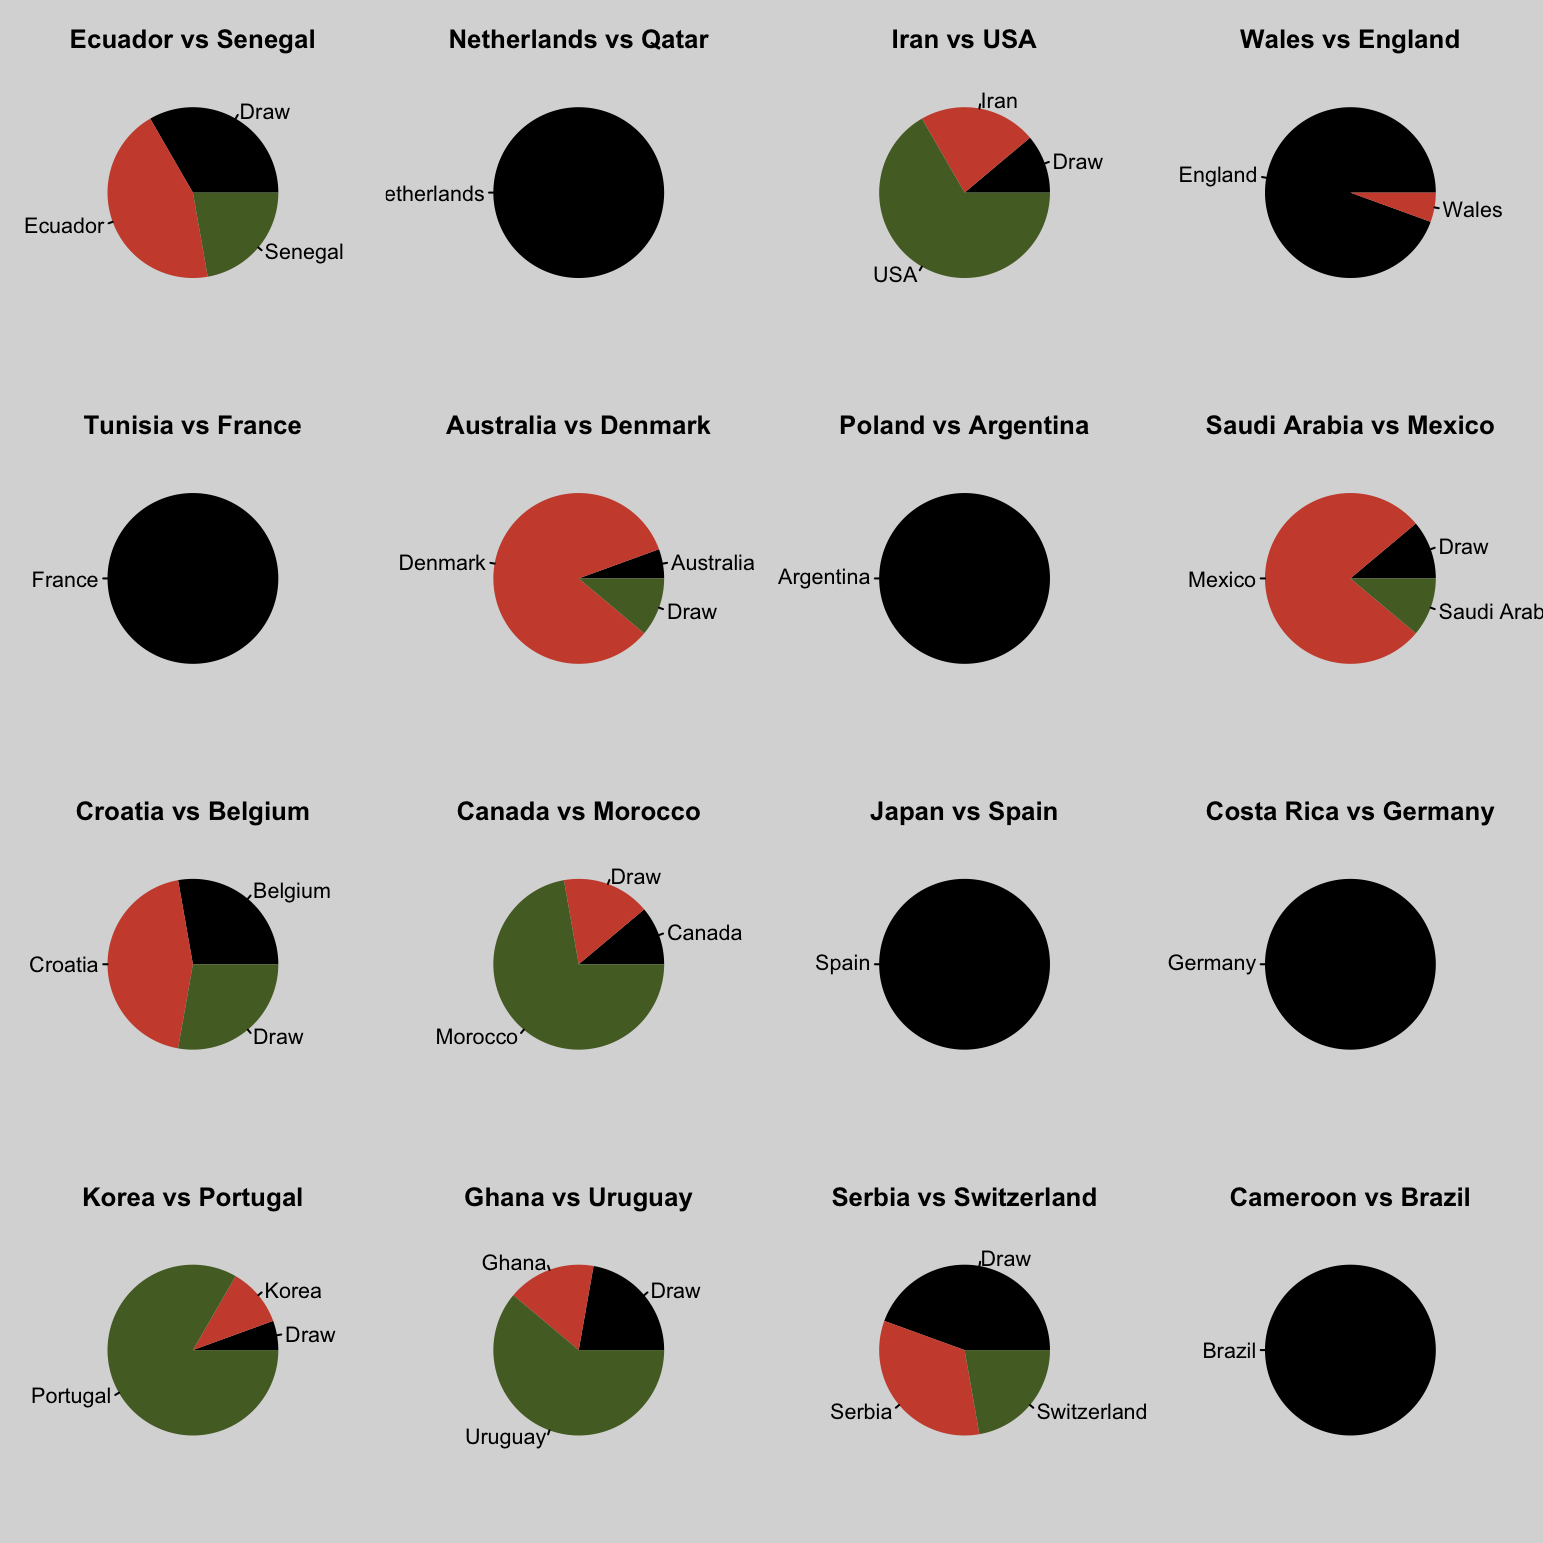 Ecuador vs Senegal
Draw
Ecuador
Senegal
Netherlands vs Qatar
etherlands
Iran vs USA
Iran
Draw
USA
Wales vs England
England
Wales
Tunisia vs France
France
Australia vs Denmark
Denmark
Australia
Draw
Poland vs Argentina
Argentina
Saudi Arabia vs Mexico
Draw
Mexico
Saudi Arab
Croatia vs Belgium
Belgium
Croatia
Draw
Canada vs Morocco
Draw
Canada
Morocco
Japan vs Spain
Spain
Costa Rica vs Germany
Germany
Korea vs Portugal
Korea
Draw
Portugal
Ghana vs Uruguay
Ghana
Draw
Uruguay
Serbia vs Switzerland
Draw
Serbia
Switzerland
Cameroon vs Brazil
Brazil